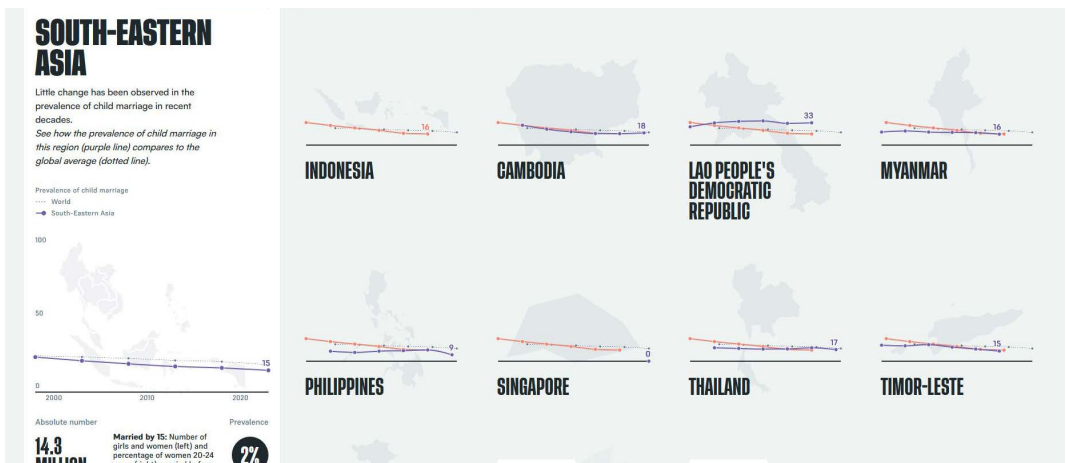 SOUTH-EASTERN
ASIA
Little change has been observed in the
prevalence of child marriage in recent
decades.
See how the prevalence of child marriage in
this region (purple line) compares to the
global average (dotted line).
Prevalence of child marriage
World
South-Eastern Asia
100
50
15
0
2000 2010 2020
Absolute number Prevalence
14.3
MILLION
Married by 15: Number of
girls and women (left) and
percentage of women 20-24
2%
16
INDONESIA
18
CAMBODIA
33
LAO PEOPLE'S
DEMOCRATIC
REPUBLIC
16
MYANMAR
9
PHILIPPINES
0
SINGAPORE
17
THAILAND
15
TIMOR-LESTE